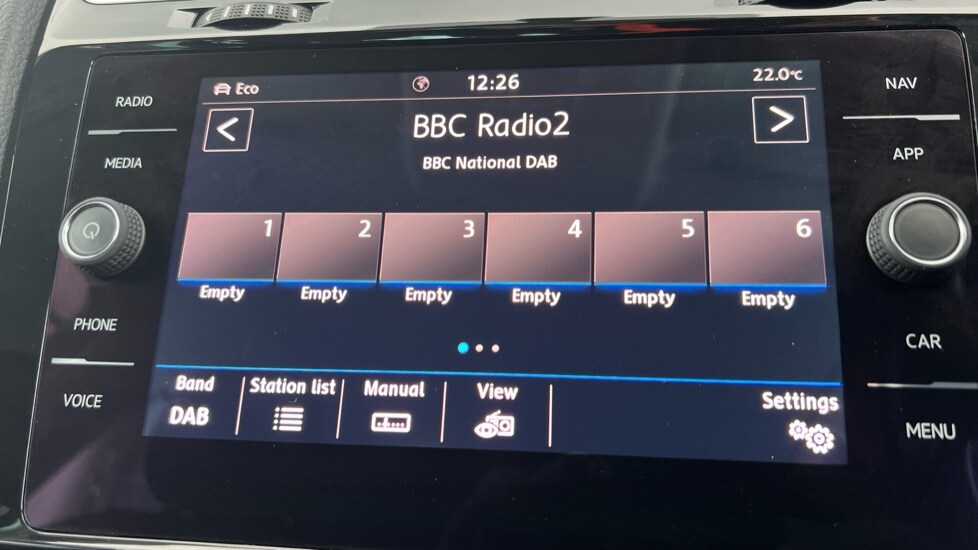 RADIO
MEDIA
PHONE
VOICE
Eco 12:26 22.0°C
< BBC Radio2 >
BBC National DAB
1 2 3 4 5 6
Empty Empty Empty Empty Empty Empty
Band Station list Manual View Settings
DAB
NAV
APP
CAR
MENU